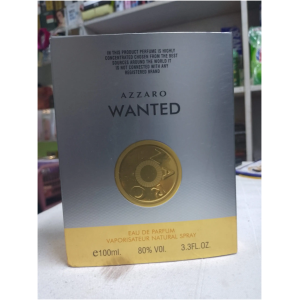 IN THIS PRODUCT PERFUME IS HIGHLY
CONCENTRATED CHOSEN FROM THE BEST
SOURCES AROUND THE WORLD IT
IS NOT CONNECTED WITH ANY
REGISTERED BRAND
AZZARO
WANTED
EAU DE PARFUM
VAPORISATEUR NATURAL SPRAY
℮100ml. 80% VOL. 3.3FL.OZ.